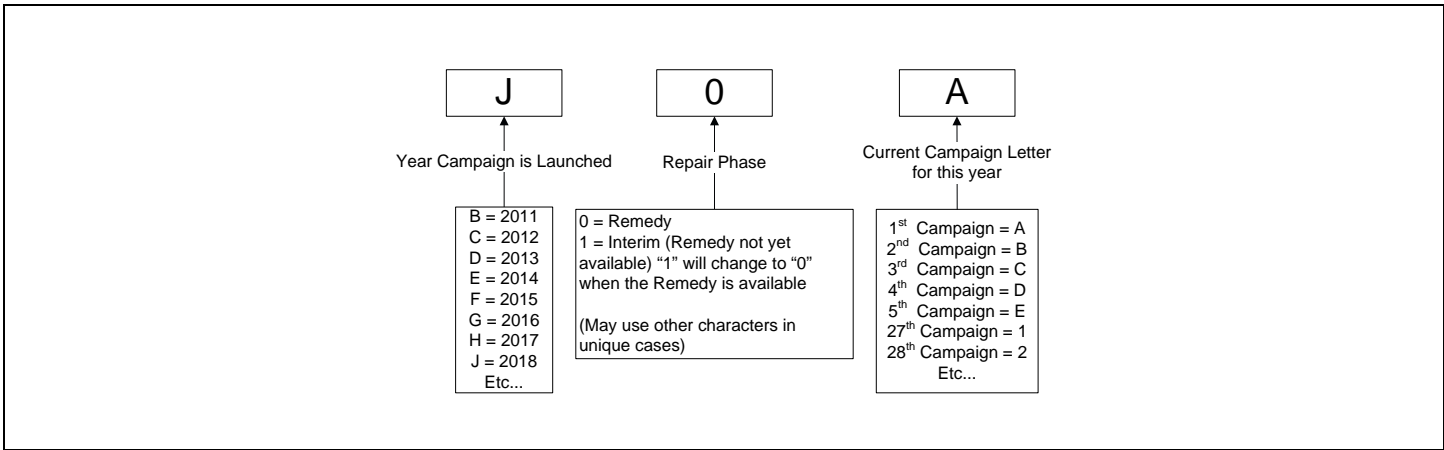 J
0
A
Year Campaign is Launched
Repair Phase
Current Campaign Letter
for this year
B = 2011
C = 2012
D = 2013
E = 2014
F = 2015
G = 2016
H = 2017
J = 2018
Etc...
0 = Remedy
1 = Interim (Remedy not yet
available) “1” will change to “0”
when the Remedy is available
(May use other characters in
unique cases)
1st Campaign = A
2nd Campaign = B
3rd Campaign = C
4th Campaign = D
5th Campaign = E
27th Campaign = 1
28th Campaign = 2
Etc...